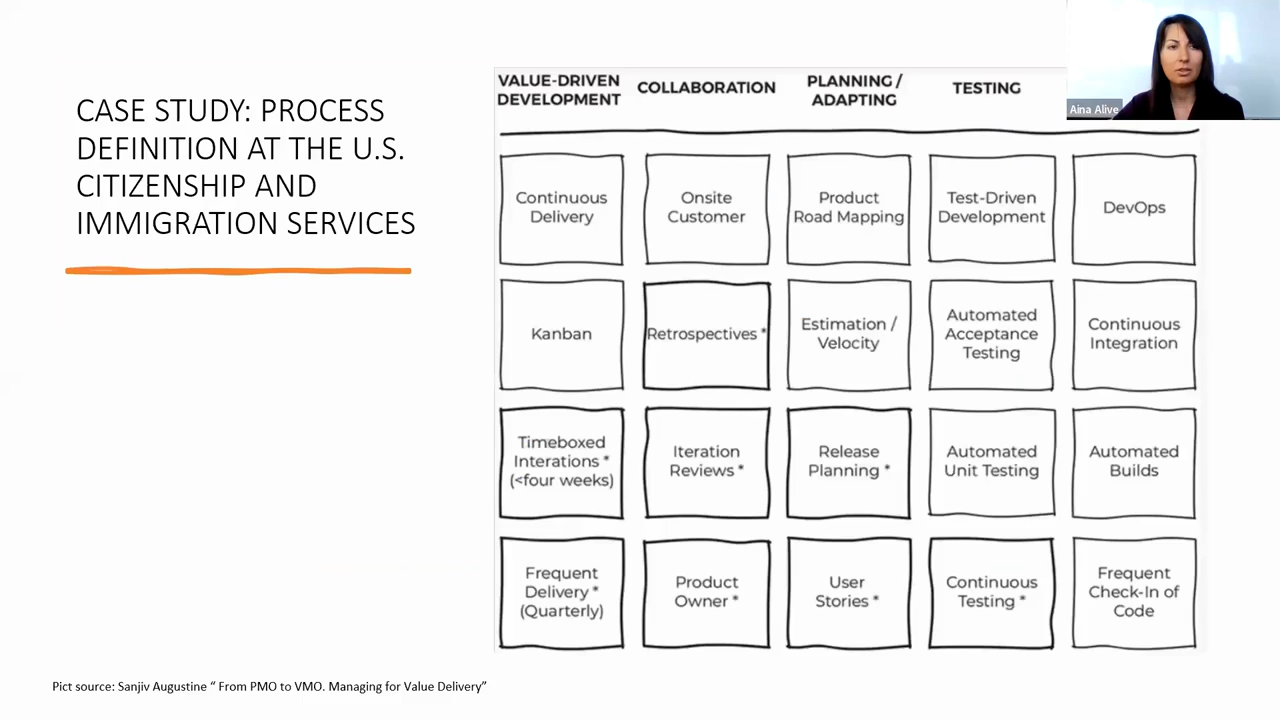 CASE STUDY: PROCESS
DEFINITION AT THE U.S.
CITIZENSHIP AND
IMMIGRATION SERVICES
VALUE-DRIVEN
DEVELOPMENT
COLLABORATION
PLANNING /
ADAPTING
TESTING
Aina Alive
Continuous
Delivery
Onsite
Customer
Product
Road Mapping
Test-Driven
Development
DevOps
Kanban
Retrospectives *
Estimation /
Velocity
Automated
Acceptance
Testing
Continuous
Integration
Timeboxed
Interations *
(<four weeks)
Iteration
Reviews *
Release
Planning *
Automated
Unit Testing
Automated
Builds
Frequent
Delivery *
(Quarterly)
Product
Owner *
User
Stories *
Continuous
Testing *
Frequent
Check-In of
Code
Pict source: Sanjiv Augustine “ From PMO to VMO. Managing for Value Delivery”